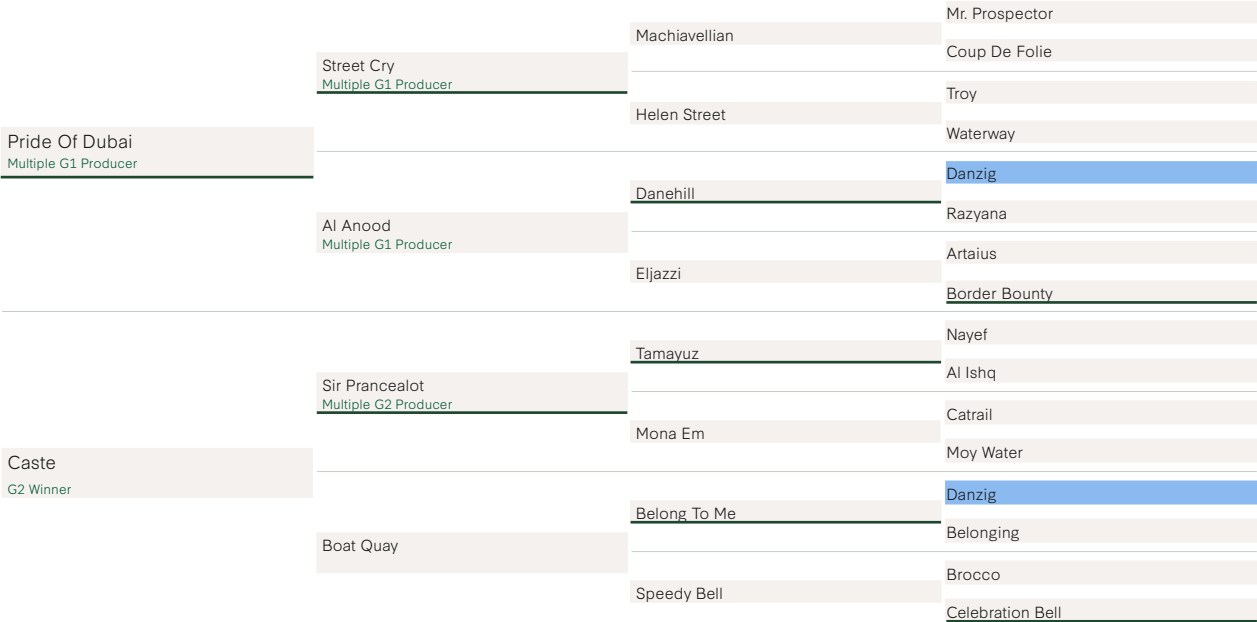 Pride Of Dubai
Multiple G1 Producer
Caste
G2 Winner
Street Cry
Multiple G1 Producer
Al Anood
Multiple G1 Producer
Sir Prancealot
Multiple G2 Producer
Boat Quay
Machiavellian
Helen Street
Danehill
Eljazzi
Tamayuz
Mona Em
Belong To Me
Speedy Bell
Mr. Prospector
Coup De Folie
Troy
Waterway
Danzig
Razyana
Artaius
Border Bounty
Nayef
Al Ishq
Catrail
Moy Water
Danzig
Belonging
Brocco
Celebration Bell